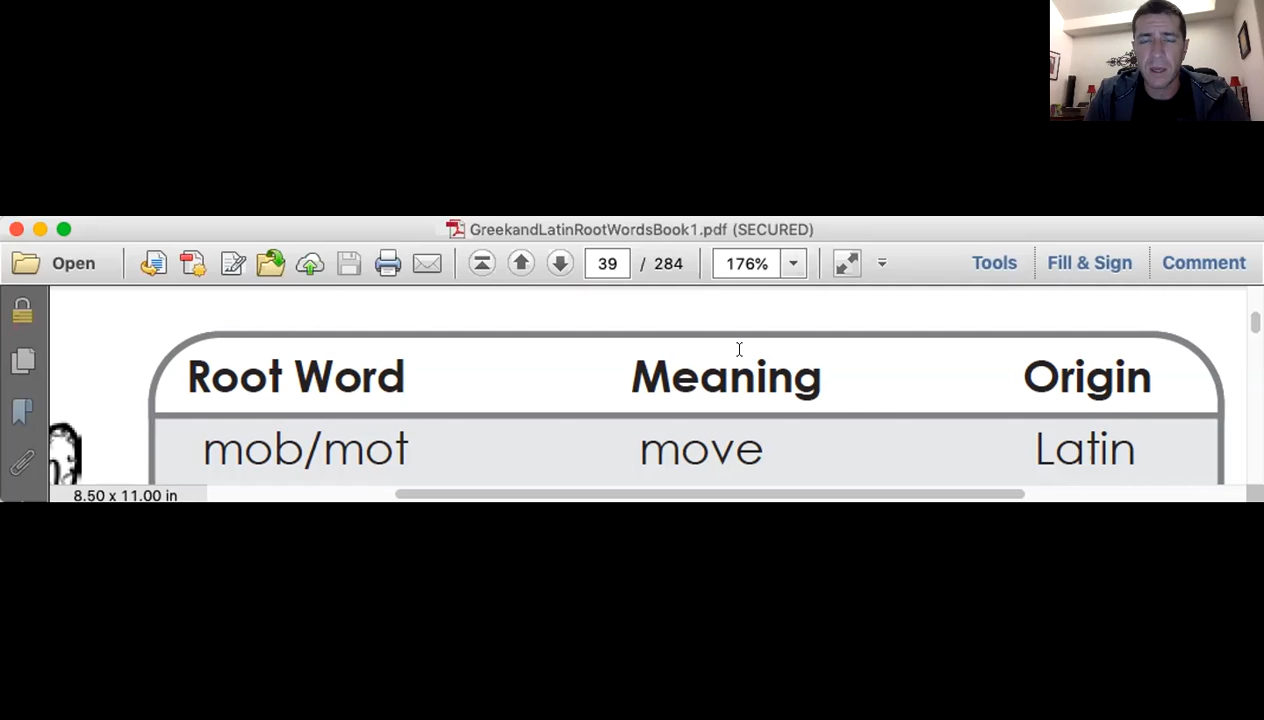 GreekandLatinRootWordsBook1.pdf (SECURED)
Open 39 / 284 176% Tools Fill & Sign Comment
Root Word Meaning Origin
mob/mot move Latin
8.50 x 11.00 in